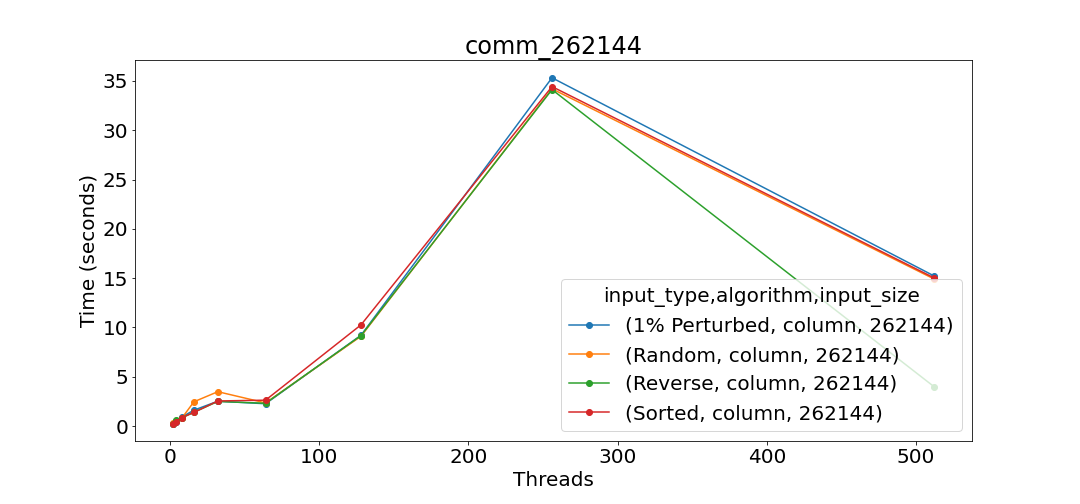 comm_262144
Time (seconds)
35
30
25
20
15
10
5
0
0 100 200 300 400 500
Threads
input_type,algorithm,input_size
(1% Perturbed, column, 262144)
(Random, column, 262144)
(Reverse, column, 262144)
(Sorted, column, 262144)